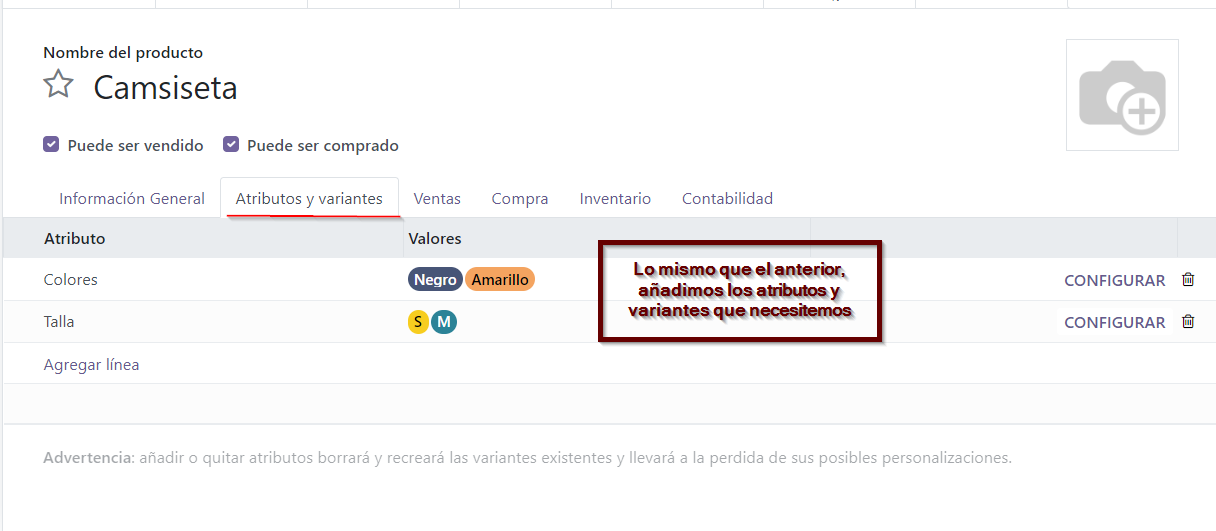 Nombre del producto
Camsiseta
Puede ser vendido Puede ser comprado
Información General Atributos y variantes Ventas Compra Inventario Contabilidad
Atributo Valores
Colores Negro Amarillo CONFIGURAR
Talla S M CONFIGURAR
Lo mismo que el anterior,
añadimos los atributos y
variantes que necesitemos
Agregar línea
Advertencia: añadir o quitar atributos borrará y recreará las variantes existentes y llevará a la perdida de sus posibles personalizaciones.